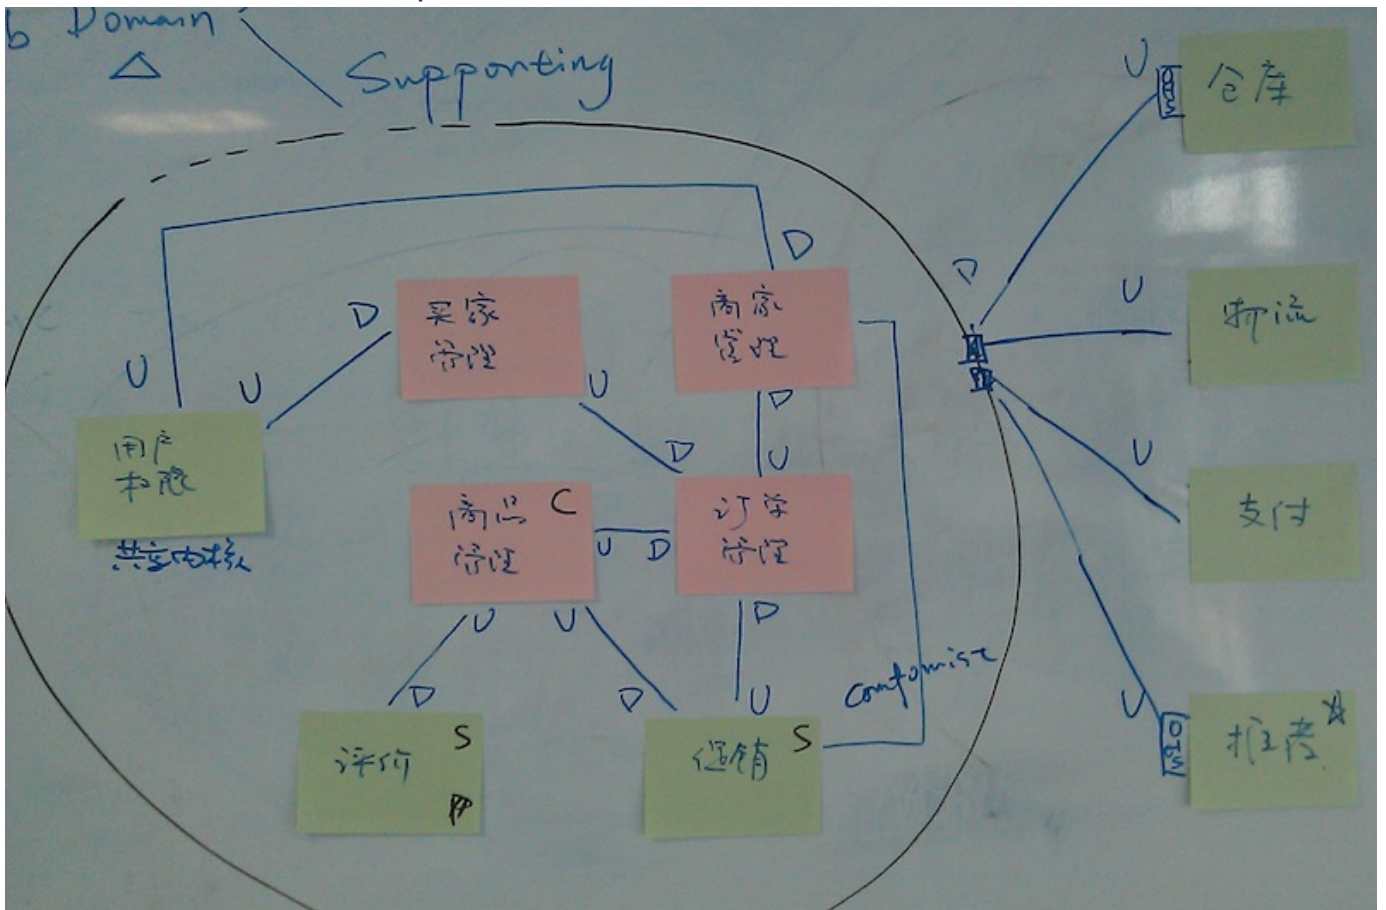 b Domain
Supporting
U
仓库
OHS
D
D
U
D
买家
管理
商家
管理
物流
U
U
U
D
D
U
U
用户
权限
共享内核
商品 C
管理
U D
订单
管理
支付
U
U
D
D
D
U
conformist
U
评价 S
促销 S
OHS
推荐